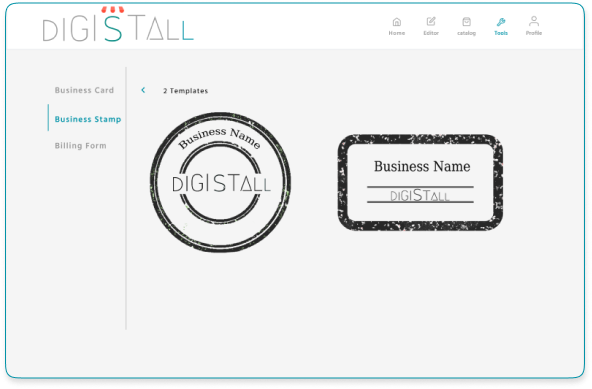 DIGISTALL
Home
Editor
catalog
Tools
Profile
Business Card
Business Stamp
Billing Form
2 Templates
Business Name
DIGISTALL
Business Name
DIGISTALL